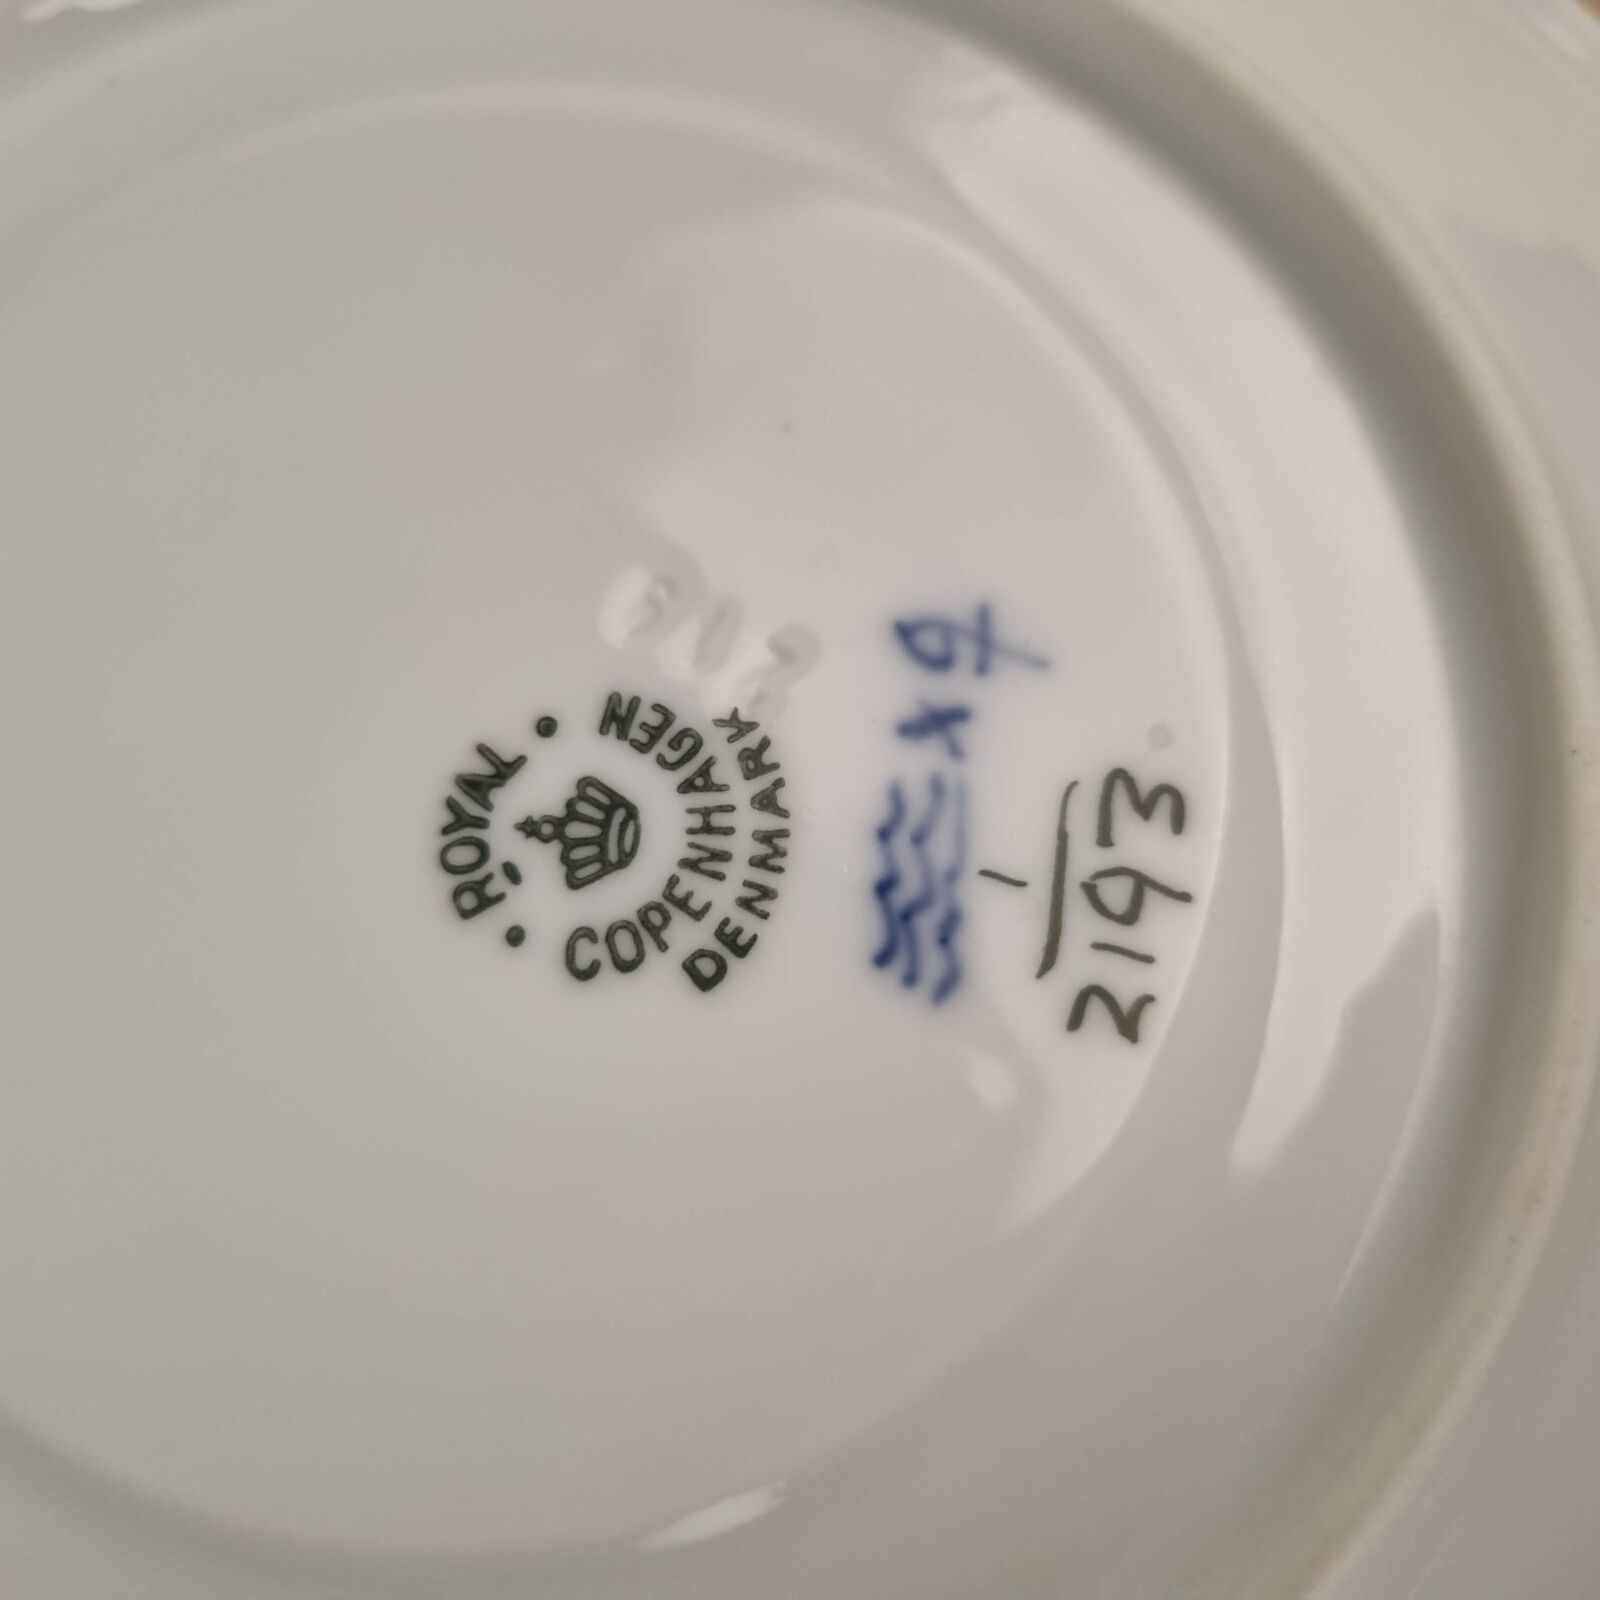 ROYAL
COPENHAGEN
DENMARK
1
2193